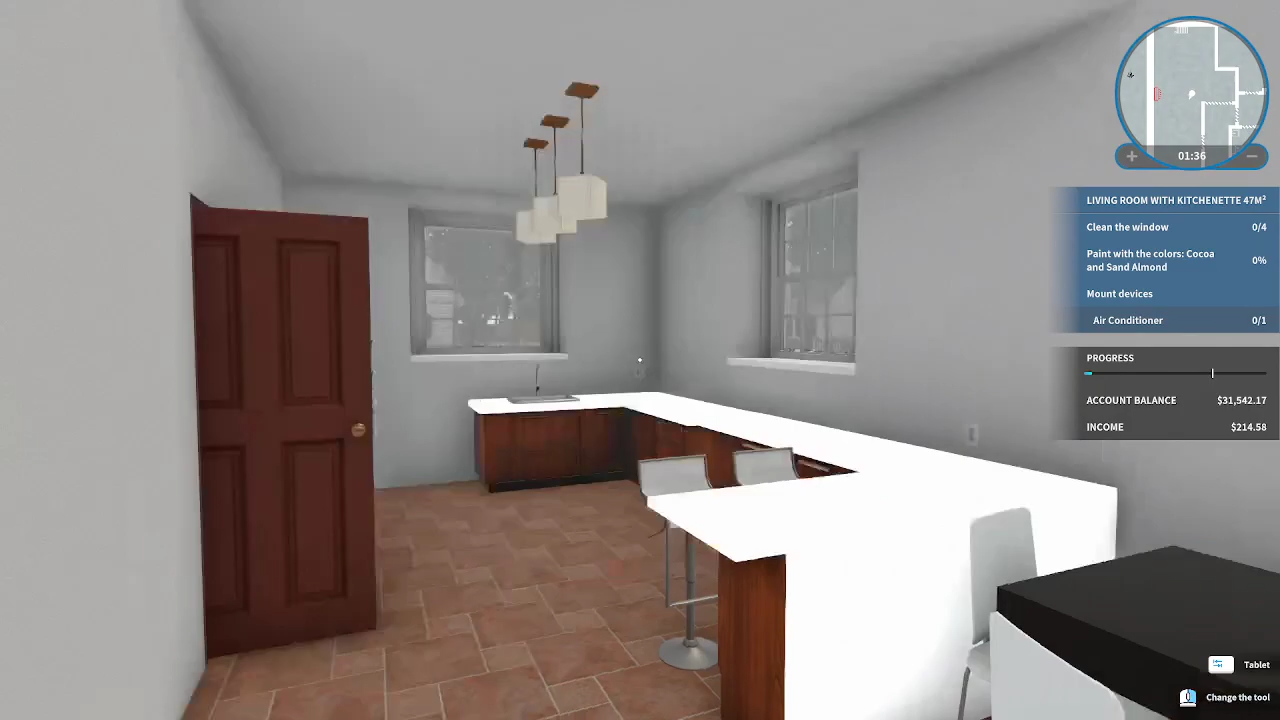 01:36
LIVING ROOM WITH KITCHENETTE 47M²
Clean the window 0/4
Paint with the colors: Cocoa
and Sand Almond 0%
Mount devices
Air Conditioner 0/1
PROGRESS
ACCOUNT BALANCE $31,542.17
INCOME $214.58
Tablet
Change the tool